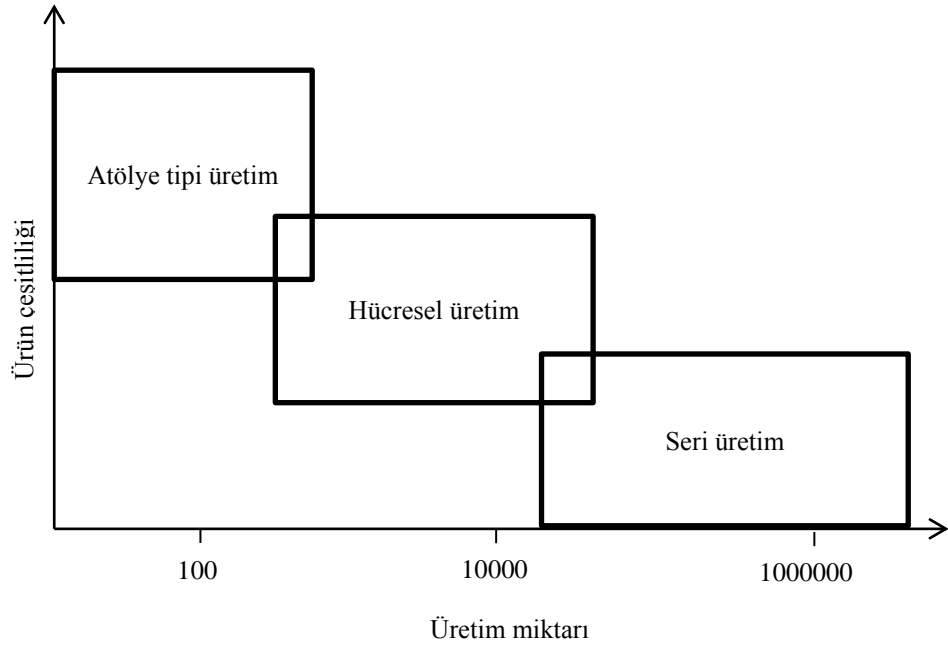 Atölye tipi üretim
Ürün çeşitliliği
Hücresel üretim
Seri üretim
100
10000
1000000
Üretim miktarı